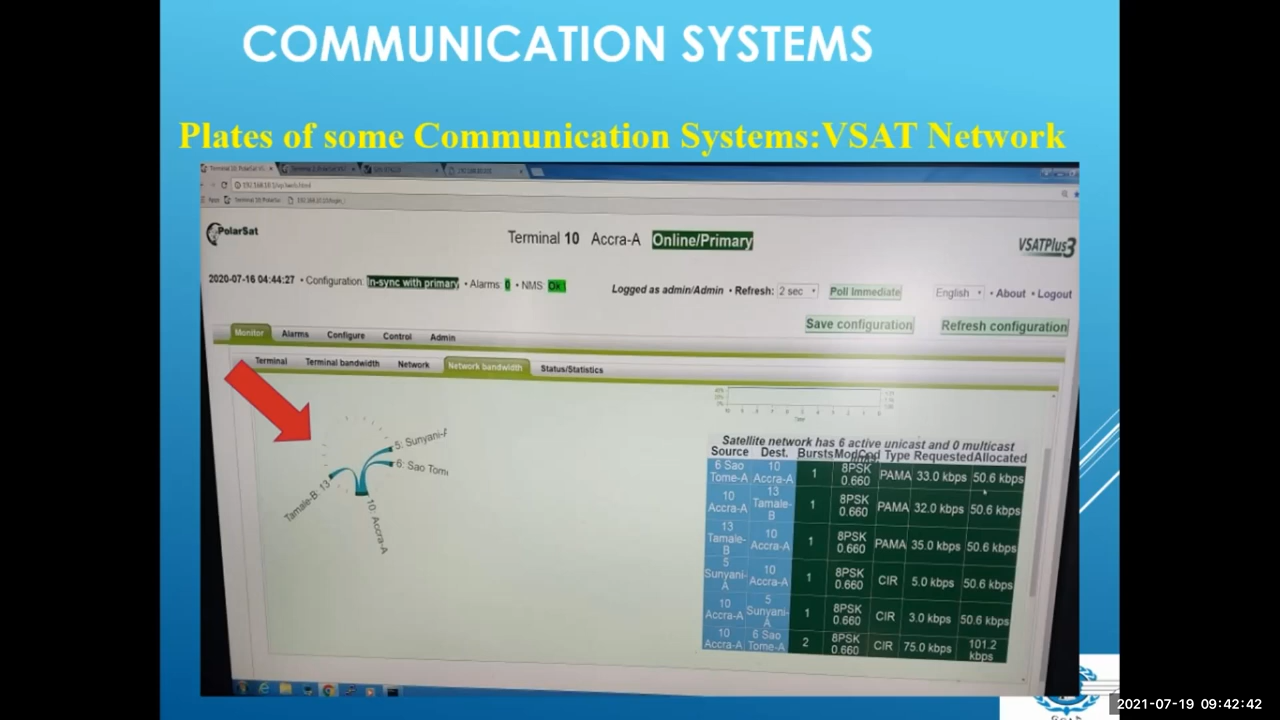 COMMUNICATION SYSTEMS
Plates of some Communication Systems:VSAT Network
192.168.10.1
Apps
PolarSat
Terminal 10 Accra-A Online/Primary
VSATPlus3
2020-07-16 04:44:27 • Configuration: In-sync with primary • Alarms: 0 • NMS: Ok
Logged as admin/Admin • Refresh: 2 sec Poll Immediate
English • About • Logout
Save configuration Refresh configuration
Monitor Alarms Configure Control Admin
Terminal Terminal bandwidth Network Network bandwidth Status/Statistics
5: Sunyani-A
6: Sao Tom
Tamale-B: 13
10: Accra-A
Satellite network has 6 active unicast and 0 multicast
Source Dest. Bursts ModCod Type Requested Allocated
6 Sao Tome-A 10 Accra-A 1 8PSK 0.660 PAMA 33.0 kbps 50.6 kbps
10 Accra-A 13 Tamale-B 1 8PSK 0.660 PAMA 32.0 kbps 50.6 kbps
13 Tamale-B 10 Accra-A 1 8PSK 0.660 PAMA 35.0 kbps 50.6 kbps
5 Sunyani-A 10 Accra-A 1 8PSK 0.660 CIR 5.0 kbps 50.6 kbps
10 Accra-A 5 Sunyani-A 1 8PSK 0.660 CIR 3.0 kbps 50.6 kbps
10 Accra-A 6 Sao Tome-A 2 8PSK 0.660 CIR 75.0 kbps 101.2 kbps
2021-07-19 09:42:42